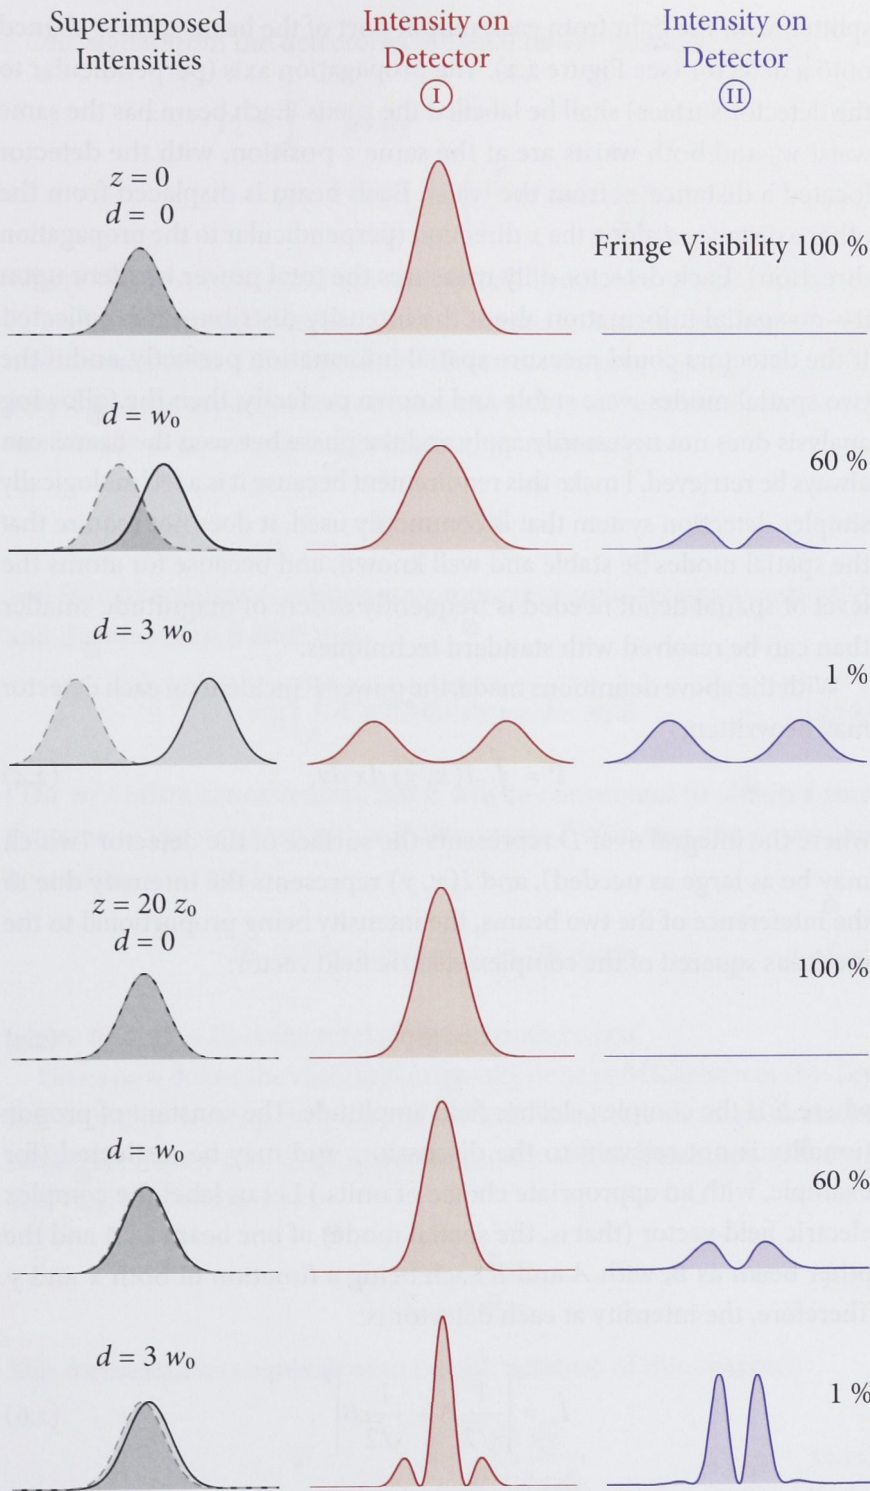 Superimposed
Intensities
Intensity on
Detector
I
Intensity on
Detector
II
z = 0
d = 0
Fringe Visibility 100 %
d = w₀
60 %
d = 3 w₀
1 %
z = 20 z₀
d = 0
100 %
d = w₀
60 %
d = 3 w₀
1 %